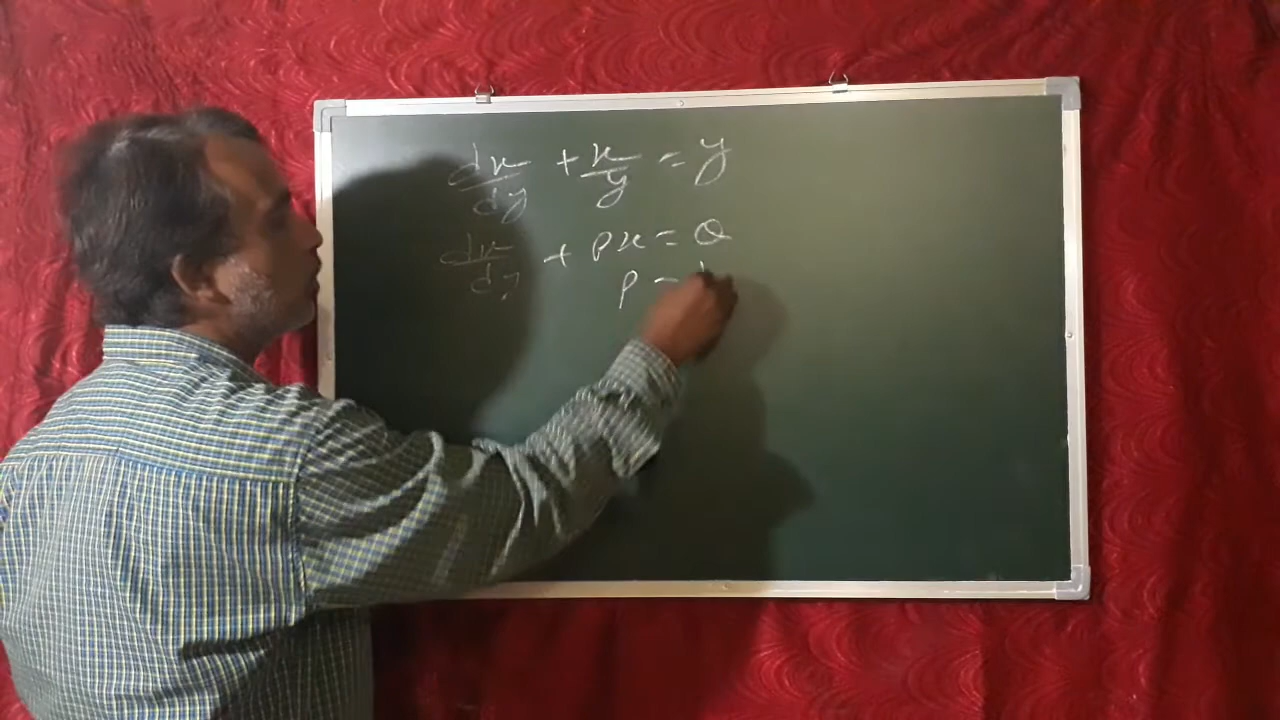 dx/dy + x/y = y
dx/dy + Px = Q
P =